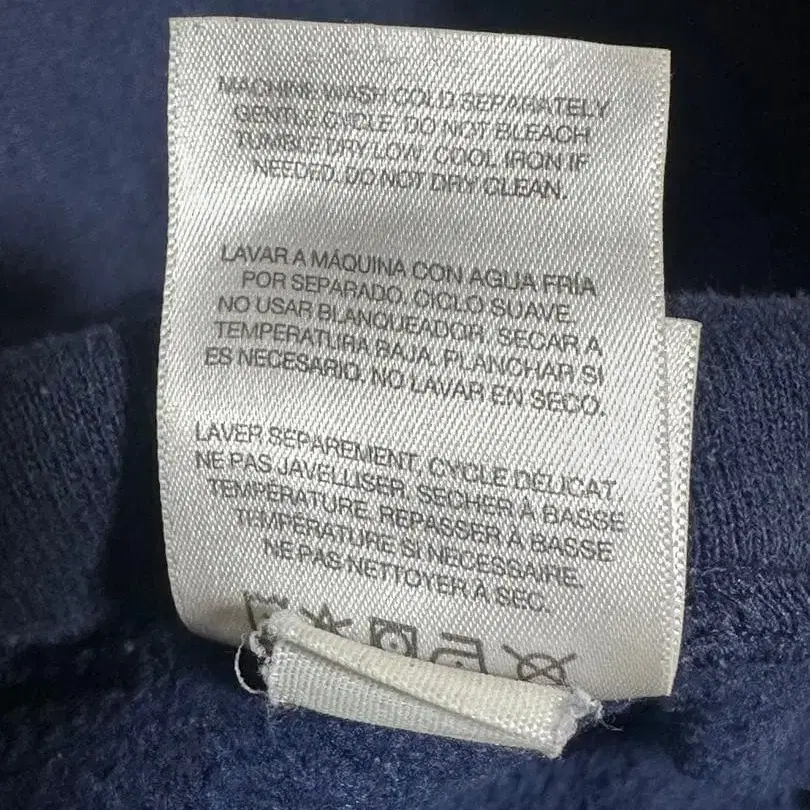 MACHINE WASH COLD SEPARATELY
GENTLE CYCLE. DO NOT BLEACH
TUMBLE DRY LOW. COOL IRON IF
NEEDED. DO NOT DRY CLEAN.
LAVAR A MÁQUINA CON AGUA FRÍA
POR SEPARADO. CICLO SUAVE.
NO USAR BLANQUEADOR. SECAR A
TEMPERATURA BAJA. PLANCHAR SI
ES NECESARIO. NO LAVAR EN SECO.
LAVER SEPAREMENT, CYCLE DELICAT.
NE PAS JAVELLISER. SECHER À BASSE
TEMPERATURE. REPASSER À BASSE
TEMPERATURE SI NECESSAIRE.
NE PAS NETTOYER À SEC.